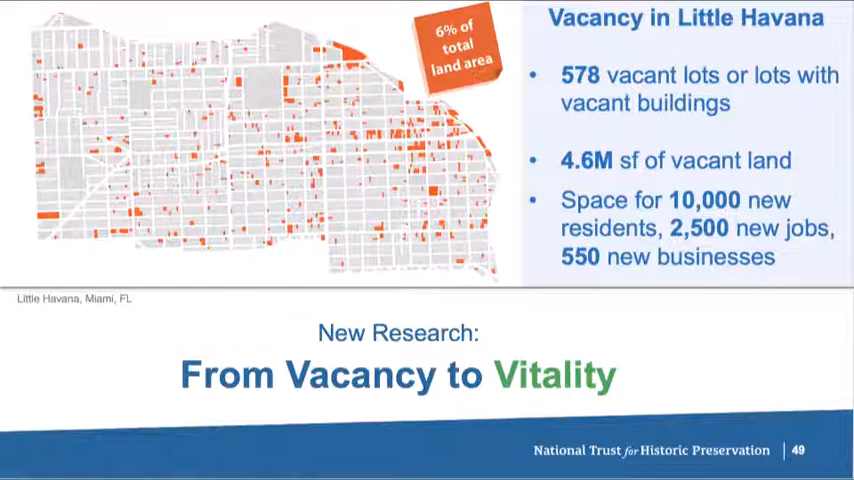 6% of
total
land area
Vacancy in Little Havana
• 578 vacant lots or lots with
vacant buildings
• 4.6M sf of vacant land
• Space for 10,000 new
residents, 2,500 new jobs,
550 new businesses
Little Havana, Miami, FL
New Research:
From Vacancy to Vitality
National Trust for Historic Preservation | 49